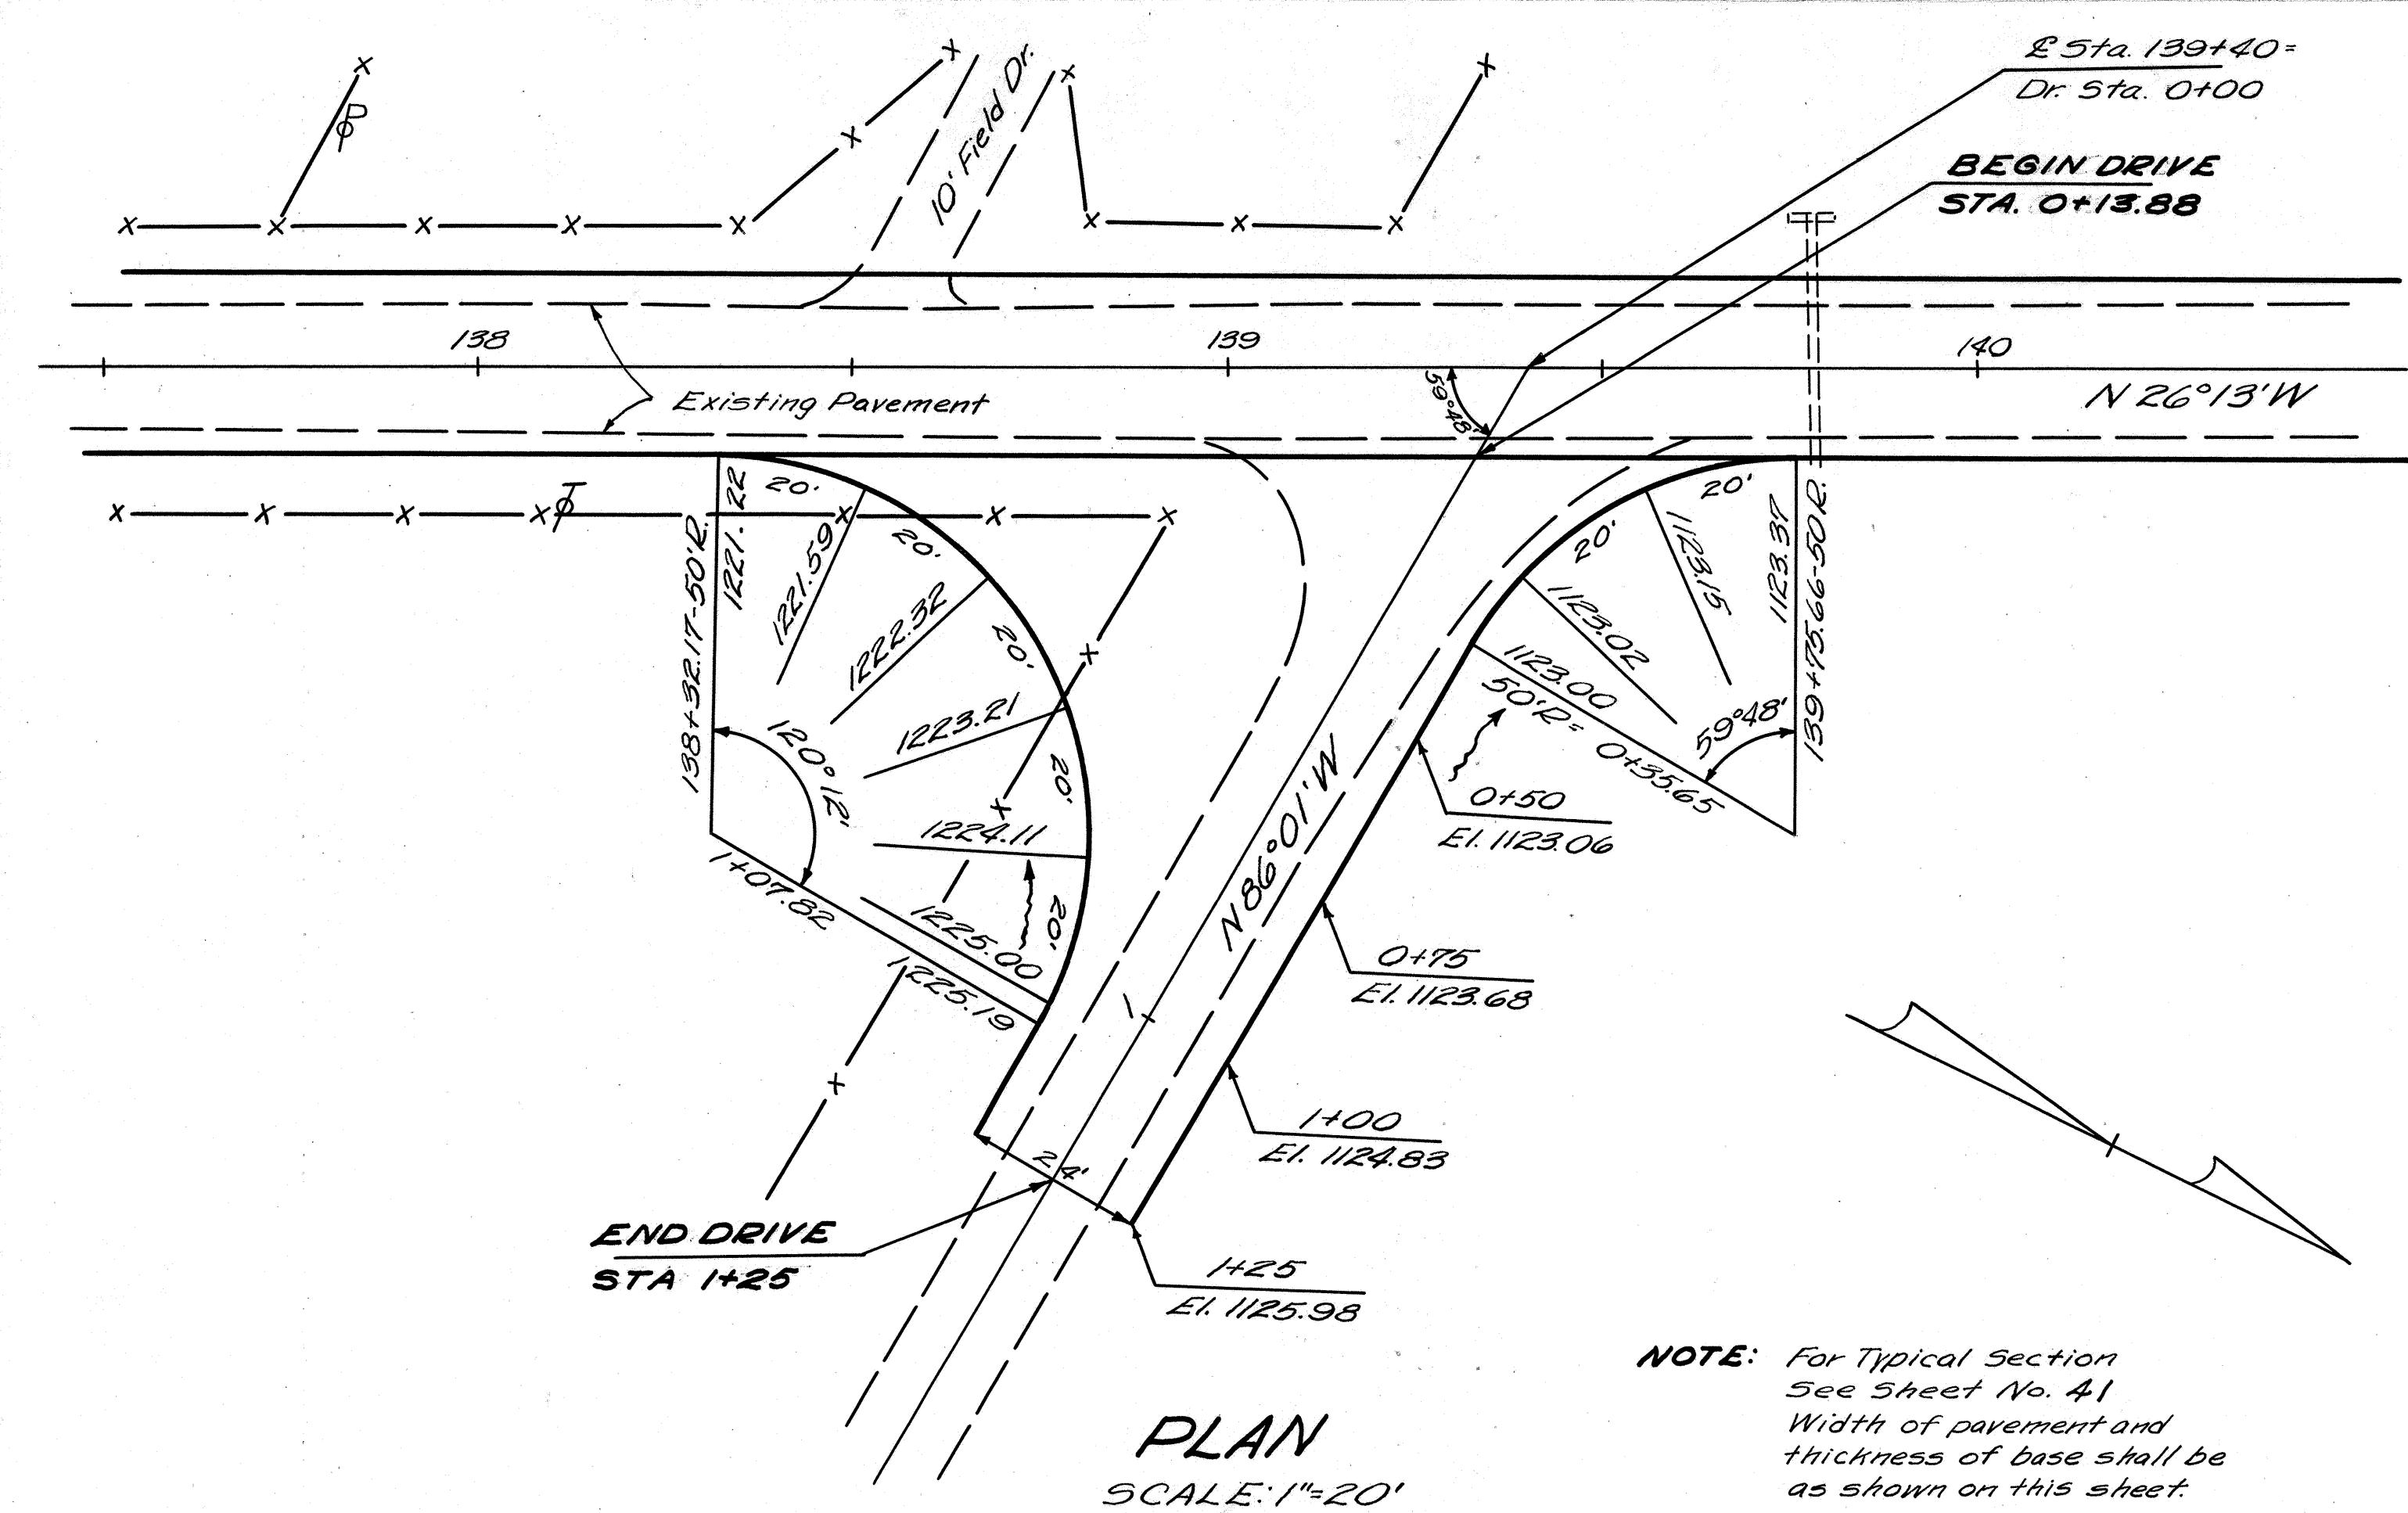 ℄ Sta. 139+40=
Dr. Sta. 0+00
BEGIN DRIVE
STA. 0+13.88
10' Field Dr.
138
139
140
N 26°13'W
59°48'
Existing Pavement
138+32.17-50'R.
1221.22
20'
1221.59
20'
1222.32
20'
1223.21
20'
1224.11
20'
1225.00
1225.19
120°12'
1+07.82
20'
20'
1123.37
139+75.66-50'R.
1123.15
1123.02
1123.00
50'R= 0+35.65
59°48'
N 86°01'W
1
0+50
El. 1123.06
0+75
El. 1123.68
1+00
El. 1124.83
24'
END DRIVE
STA 1+25
1+25
El. 1125.98
PLAN
SCALE: 1"=20'
NOTE: For Typical Section
See Sheet No. 41
Width of pavement and
thickness of base shall be
as shown on this sheet.